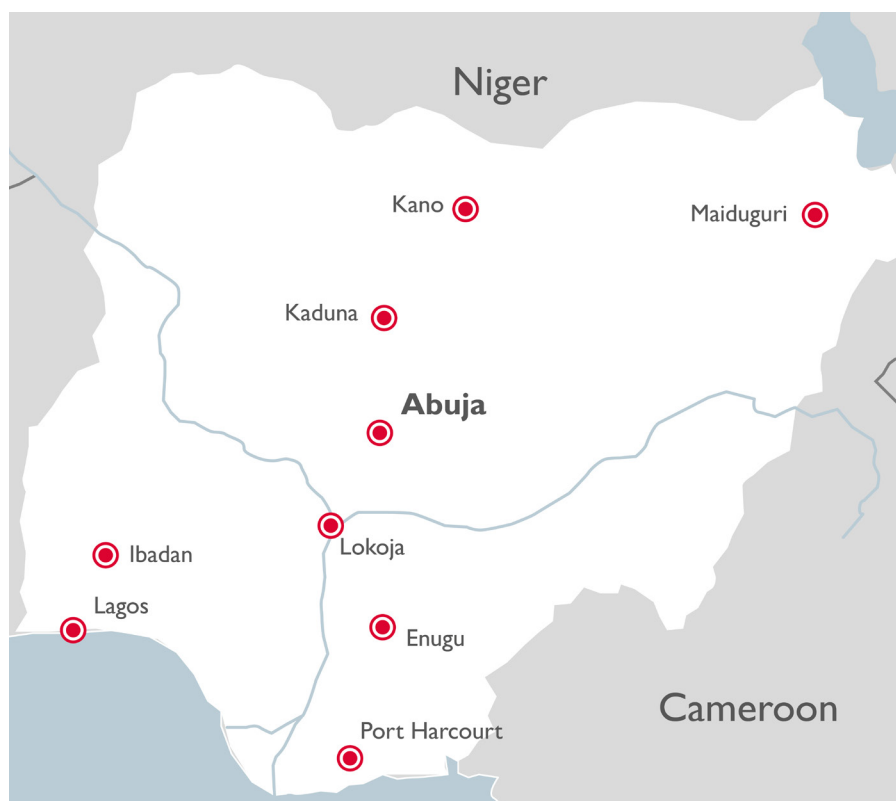 Niger
Kano
Maiduguri
Kaduna
Abuja
Lokoja
Ibadan
Lagos
Enugu
Cameroon
Port Harcourt